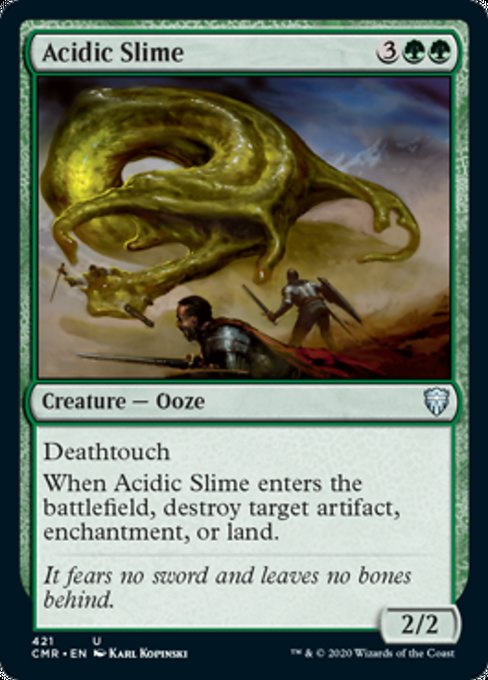 Acidic Slime 3
Creature — Ooze
Deathtouch
When Acidic Slime enters the
battlefield, destroy target artifact,
enchantment, or land.
It fears no sword and leaves no bones
behind.
2/2
421 U
CMR • EN Karl Kopinski ™ & © 2020 Wizards of the Coast